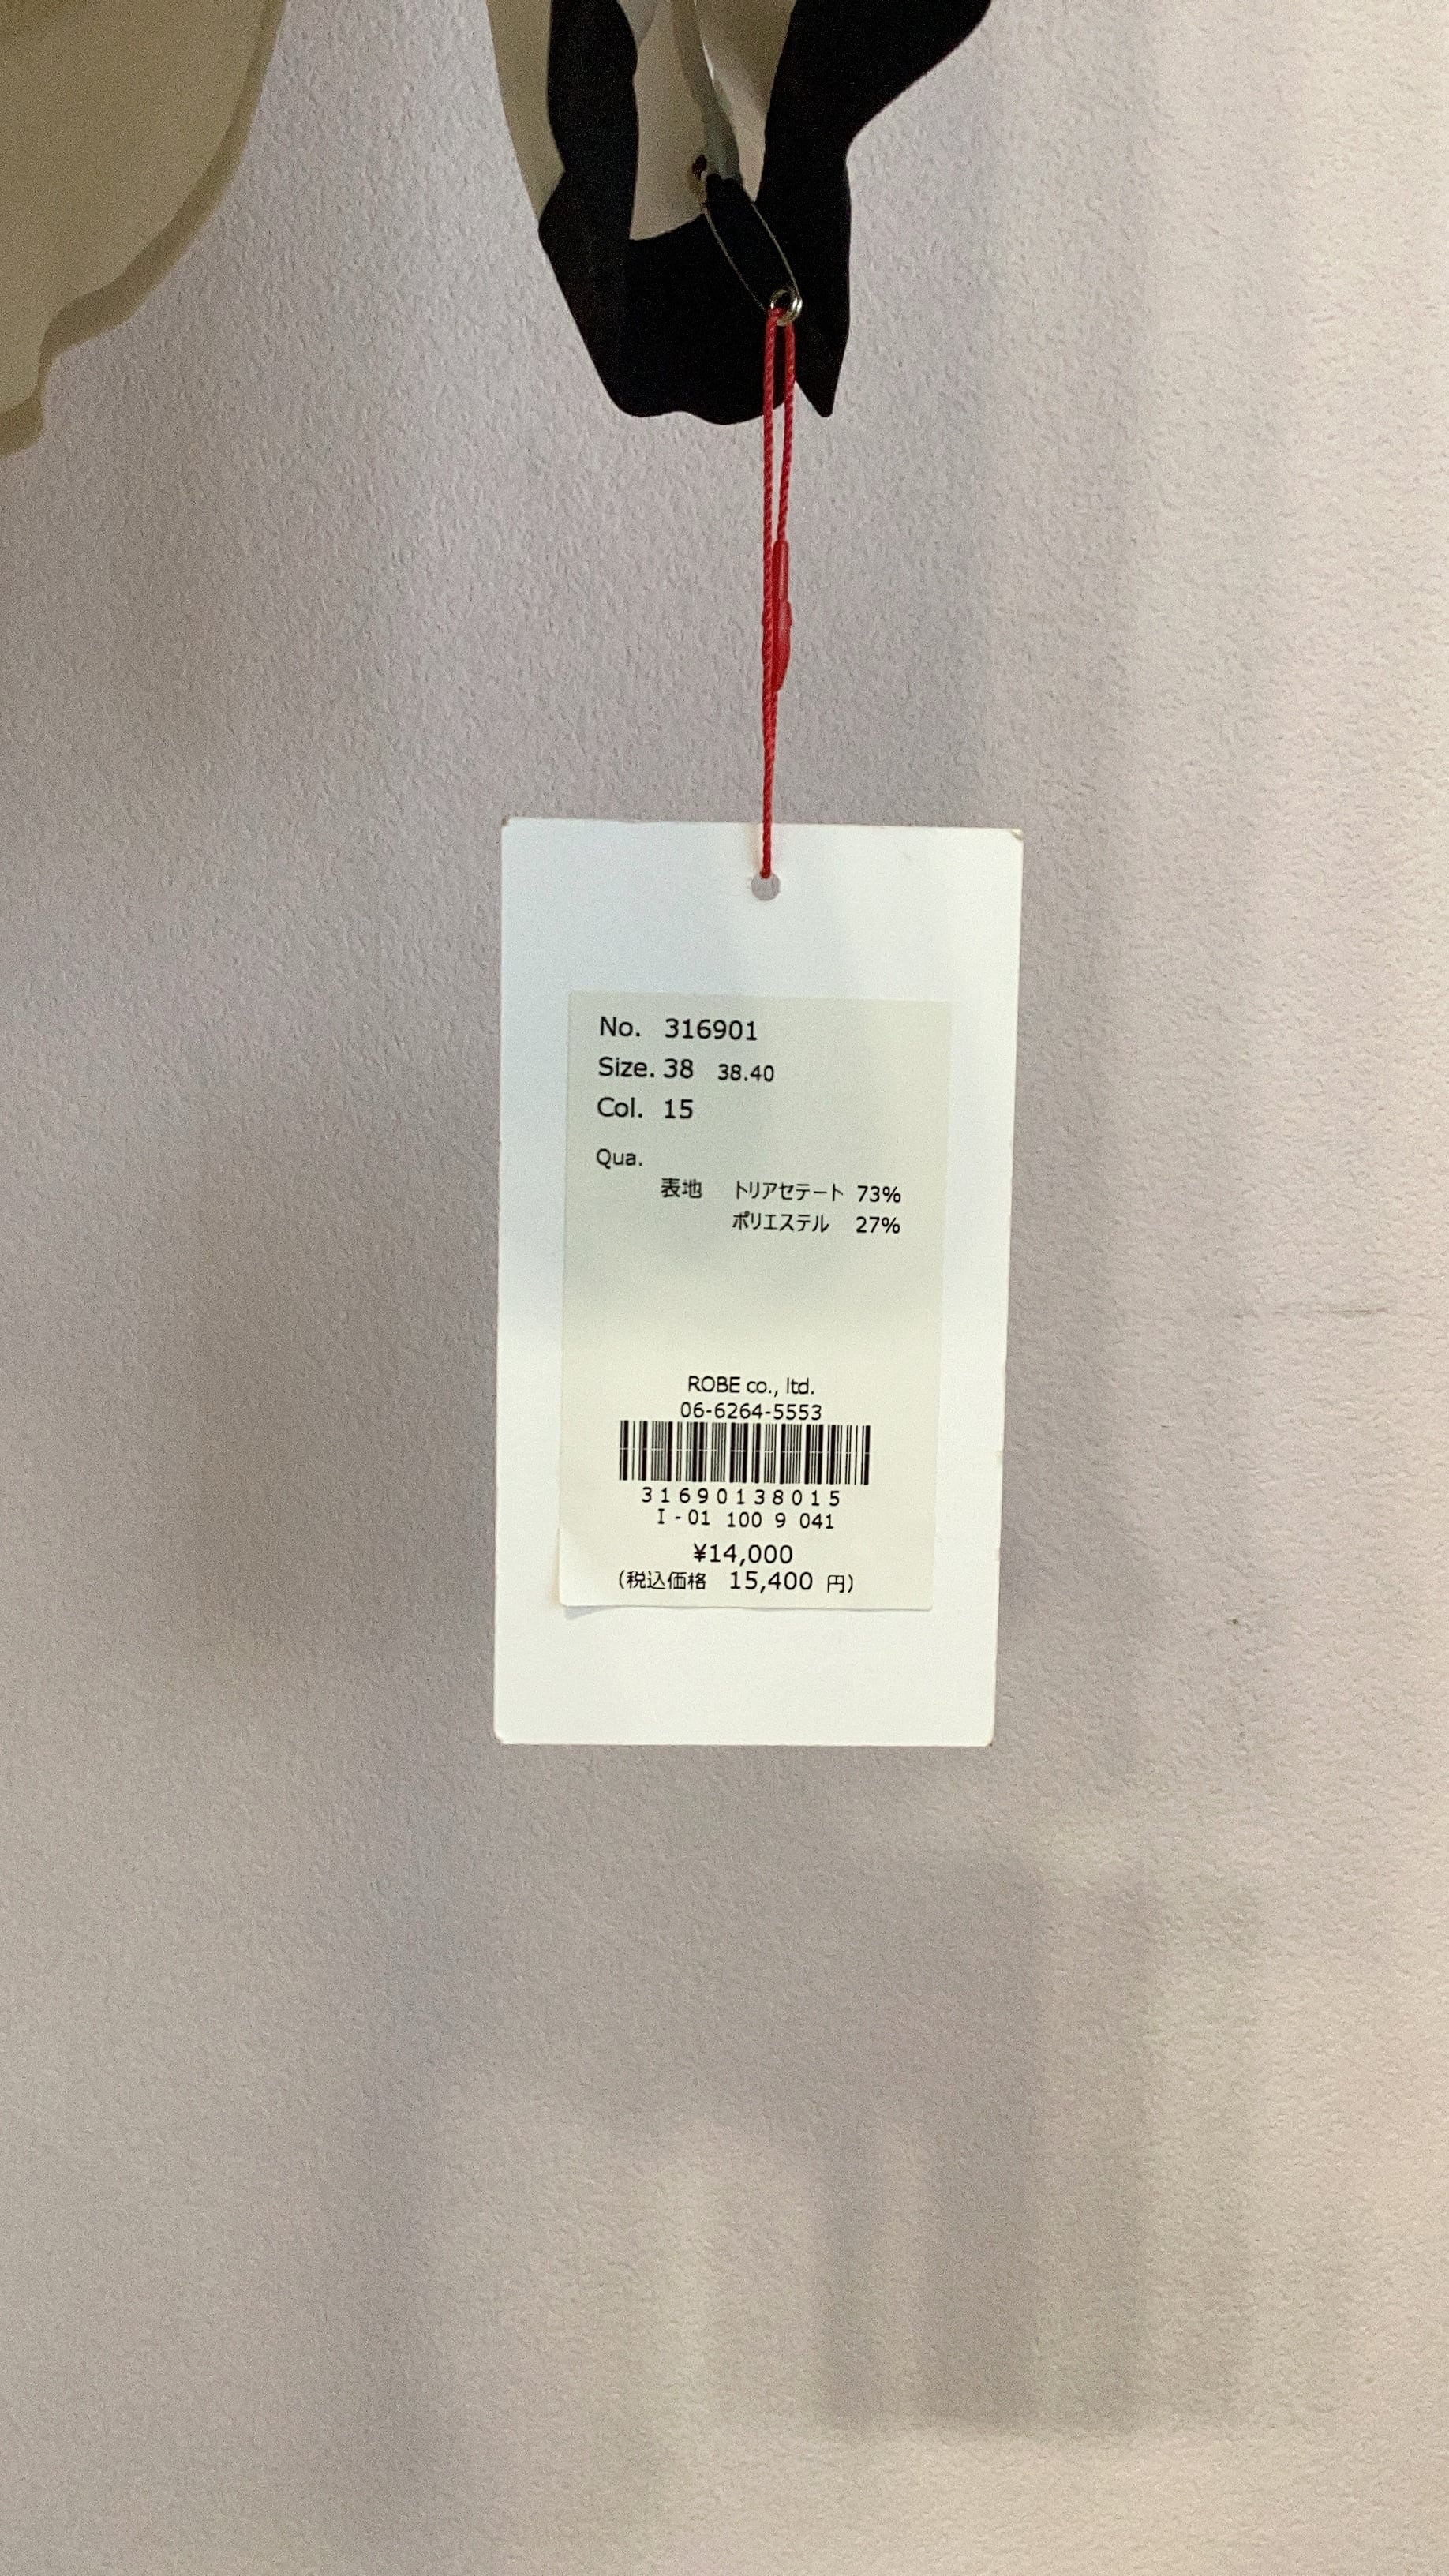 No. 316901
Size. 38 38.40
Col. 15
Qua.
表地 トリアセテート 73%
ポリエステル 27%
ROBE co., ltd.
06-6264-5553
31690138015
I - 01 100 9 041
¥14,000
(税込価格 15,400 円)